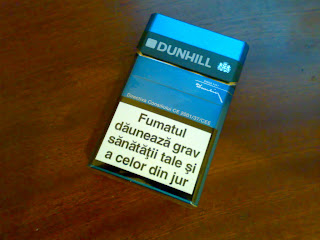 DUNHILL
Fumatul
dăunează grav
sănătății tale și
a celor din jur